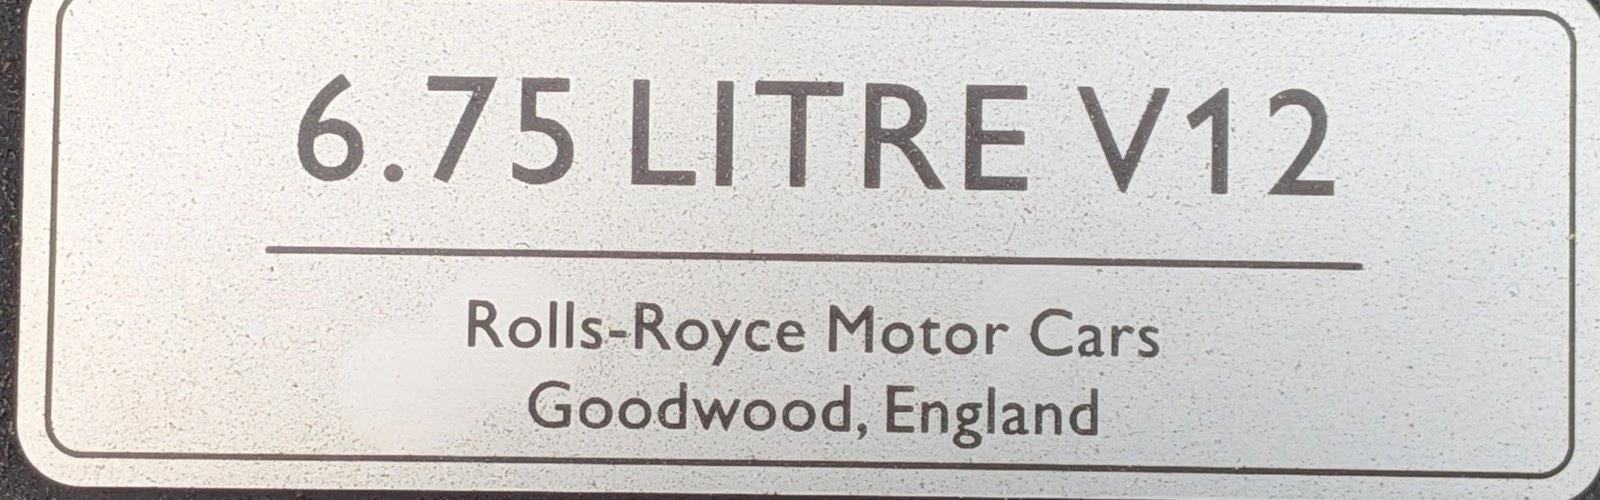 6.75 LITRE V12
Rolls-Royce Motor Cars
Goodwood, England